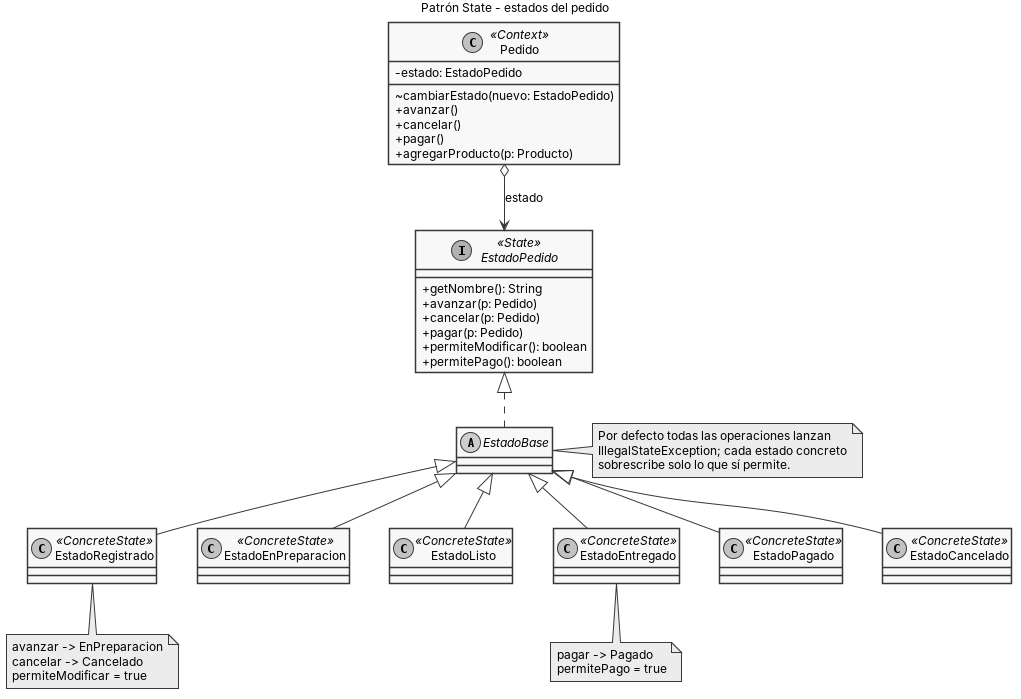 Patrón State - estados del pedido
C «Context»
Pedido
-estado: EstadoPedido
~cambiarEstado(nuevo: EstadoPedido)
+avanzar()
+cancelar()
+pagar()
+agregarProducto(p: Producto)
estado
I «State»
EstadoPedido
+getNombre(): String
+avanzar(p: Pedido)
+cancelar(p: Pedido)
+pagar(p: Pedido)
+permiteModificar(): boolean
+permitePago(): boolean
A EstadoBase
Por defecto todas las operaciones lanzan
IllegalStateException; cada estado concreto
sobrescribe solo lo que sí permite.
C «ConcreteState»
EstadoRegistrado
C «ConcreteState»
EstadoEnPreparacion
C «ConcreteState»
EstadoListo
C «ConcreteState»
EstadoEntregado
C «ConcreteState»
EstadoPagado
C «ConcreteState»
EstadoCancelado
avanzar -> EnPreparacion
cancelar -> Cancelado
permiteModificar = true
pagar -> Pagado
permitePago = true